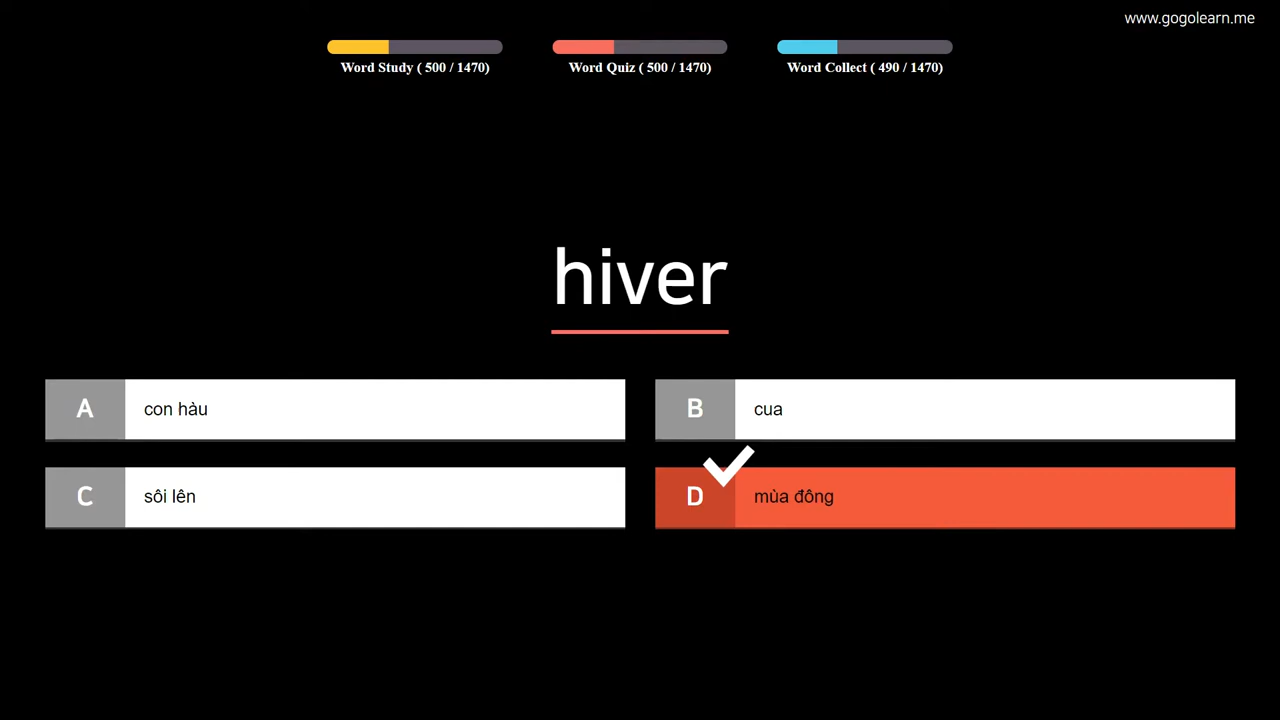 www.gogolearn.me
Word Study ( 500 / 1470)
Word Quiz ( 500 / 1470)
Word Collect ( 490 / 1470)
hiver
A con hàu
B cua
C sôi lên
D mùa đông